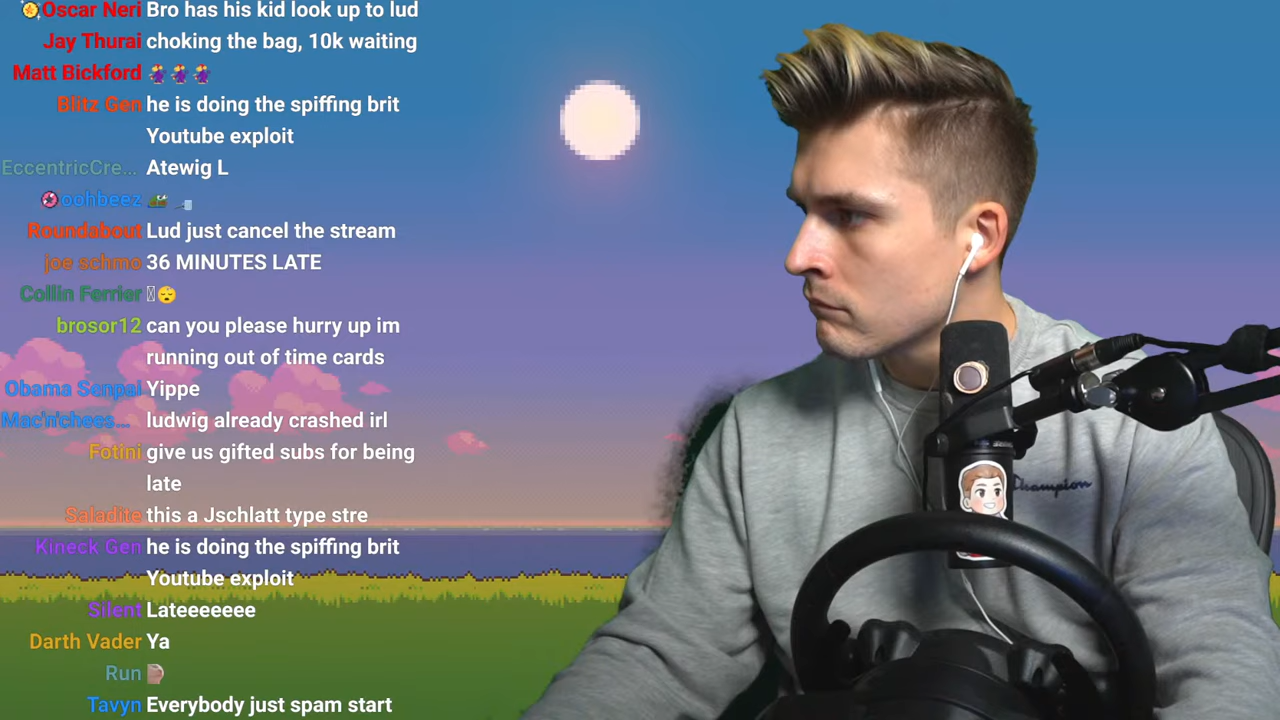 Oscar Neri Bro has his kid look up to lud
Jay Thurai choking the bag, 10k waiting
Matt Bickford
Blitz Gen he is doing the spiffing brit
Youtube exploit
EccentricCre... Atewig L
oohbeez
Roundabout Lud just cancel the stream
joe schmo 36 MINUTES LATE
Collin Ferrier
brosor12 can you please hurry up im
running out of time cards
Obama Senpai Yippe
Mac'n'chees... ludwig already crashed irl
Fotini give us gifted subs for being
late
Saladite this a Jschlatt type stre
Kineck Gen he is doing the spiffing brit
Youtube exploit
Silent Lateeeeeee
Darth Vader Ya
Run
Tavyn Everybody just spam start
Champion